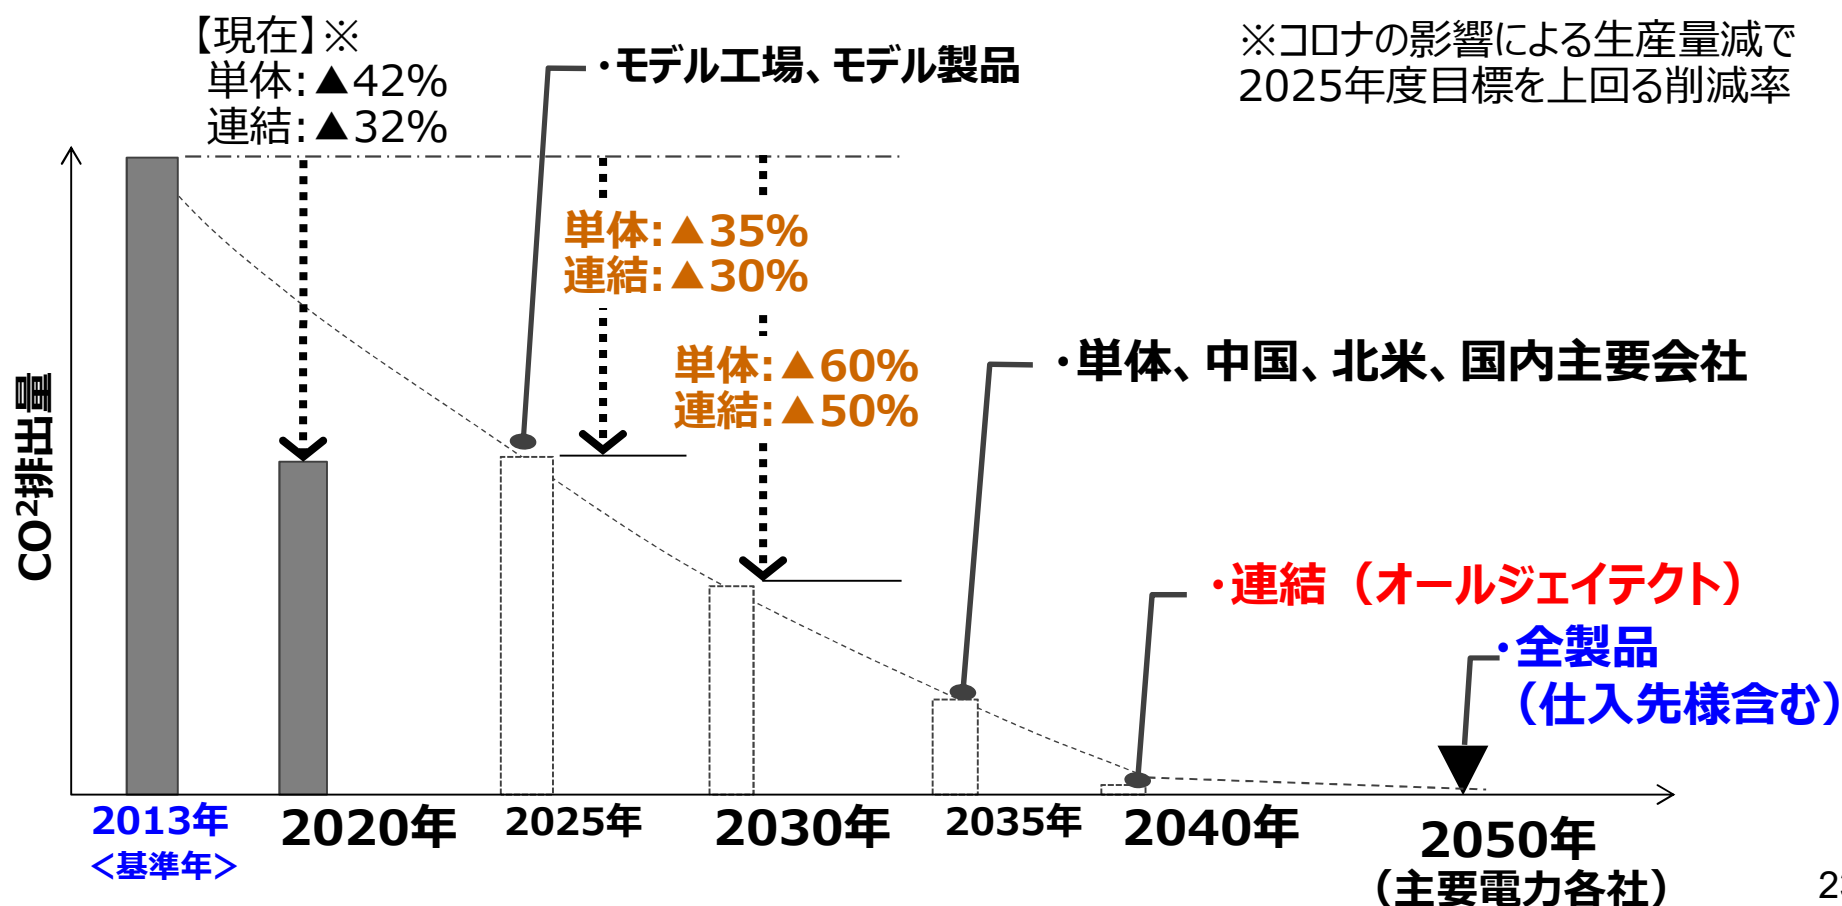 【現在】※
単体:▲42%
連結:▲32%
・モデル工場、モデル製品
※コロナの影響による生産量減で
2025年度目標を上回る削減率
単体:▲35%
連結:▲30%
単体:▲60%
連結:▲50%
・単体、中国、北米、国内主要会社
・連結（オールジェイテクト）
・全製品
（仕入先様含む）
CO²排出量
2013年
＜基準年＞
2020年
2025年
2030年
2035年
2040年
2050年
（主要電力各社）